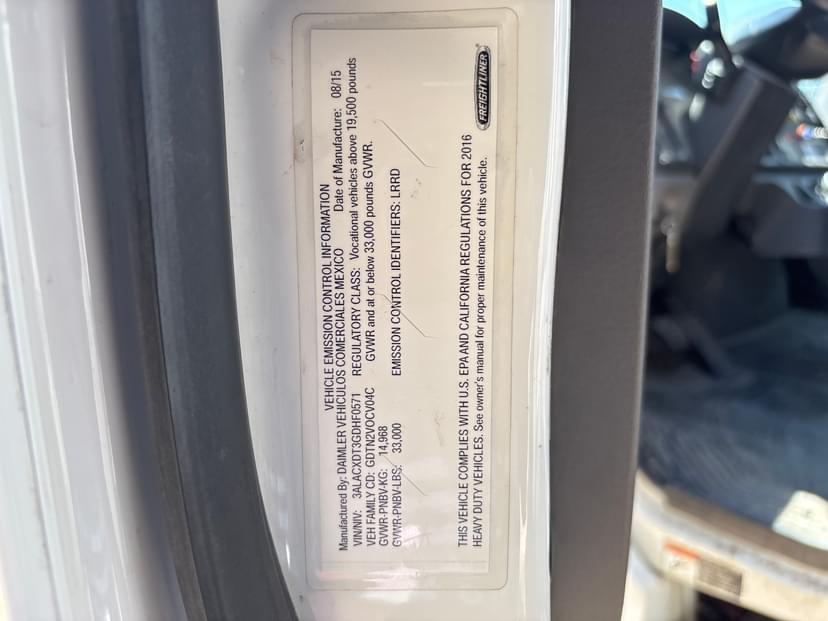 VEHICLE EMISSION CONTROL INFORMATION
Manufactured By: DAIMLER VEHICULOS COMERCIALES MEXICO Date of Manufacture: 08/15
VIN/NIV: 3ALACXDT3GDHF0571 REGULATORY CLASS: Vocational vehicles above 19,500 pounds
VEH FAMILY CD: GDTN2VOCV04C GVWR and at or below 33,000 pounds GVWR.
GVWR-PNBV-KG: 14,968
GVWR-PNBV-LBS: 33,000 EMISSION CONTROL IDENTIFIERS: LRRD
THIS VEHICLE COMPLIES WITH U.S. EPA AND CALIFORNIA REGULATIONS FOR 2016
HEAVY DUTY VEHICLES. See owner's manual for proper maintenance of this vehicle.
FREIGHTLINER